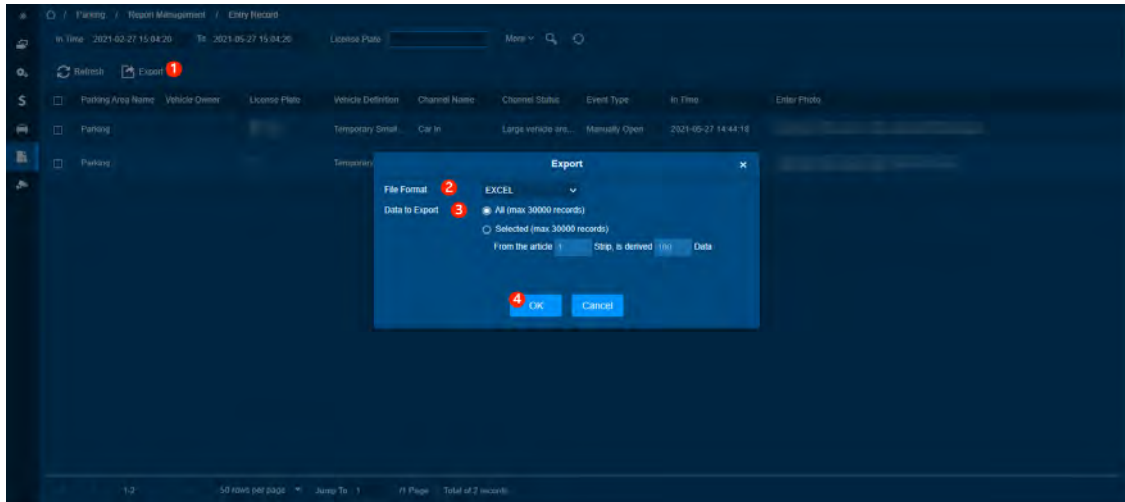 / Parking / Report Management / Entry Record
In Time 2021-02-27 15:04:20 To 2021-05-27 15:04:20 License Plate More
Refresh Export 1
Parking Area Name Vehicle Owner License Plate Vehicle Definition Channel Name Channel Status Event Type In Time Enter Photo
Parking Temporary Small... Car In Large vehicle are... Manually Open 2021-05-27 14:44:18
Parking Temporary
Export ×
File Format 2 EXCEL
Data to Export 3 All (max 30000 records)
Selected (max 30000 records)
From the article 1 Strip, is derived 100 Data
4 OK Cancel
1-2 50 rows per page Jump To 1 /1 Page Total of 2 records